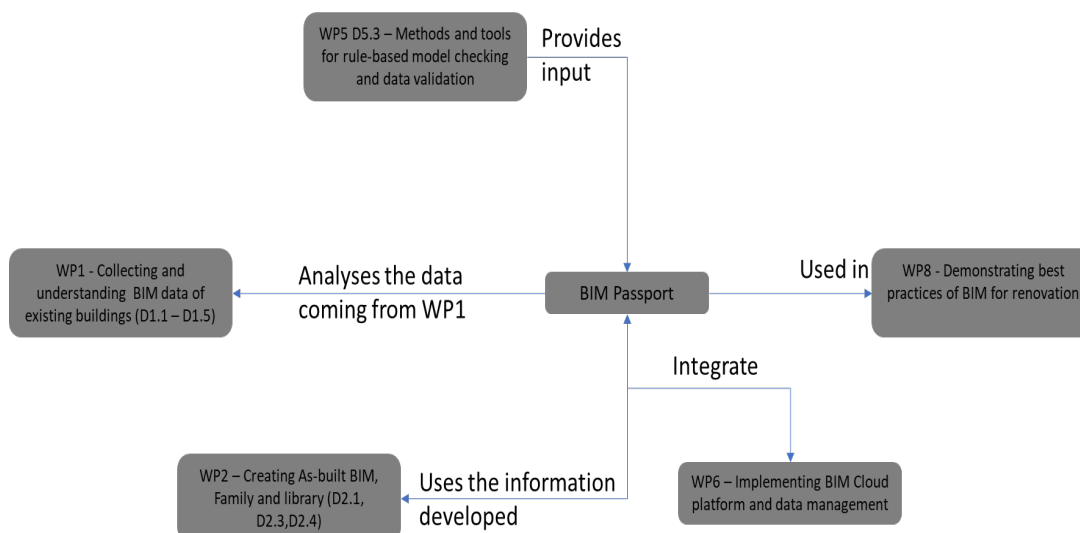 WP5 D5.3 – Methods and tools
for rule-based model checking
and data validation
Provides
input
WP1 - Collecting and
understanding BIM data of
existing buildings (D1.1 – D1.5)
Analyses the data
coming from WP1
BIM Passport
Used in
WP8 - Demonstrating best
practices of BIM for renovation
Integrate
WP2 – Creating As-built BIM,
Family and library (D2.1,
D2.3,D2.4)
Uses the information
developed
WP6 – Implementing BIM Cloud
platform and data management